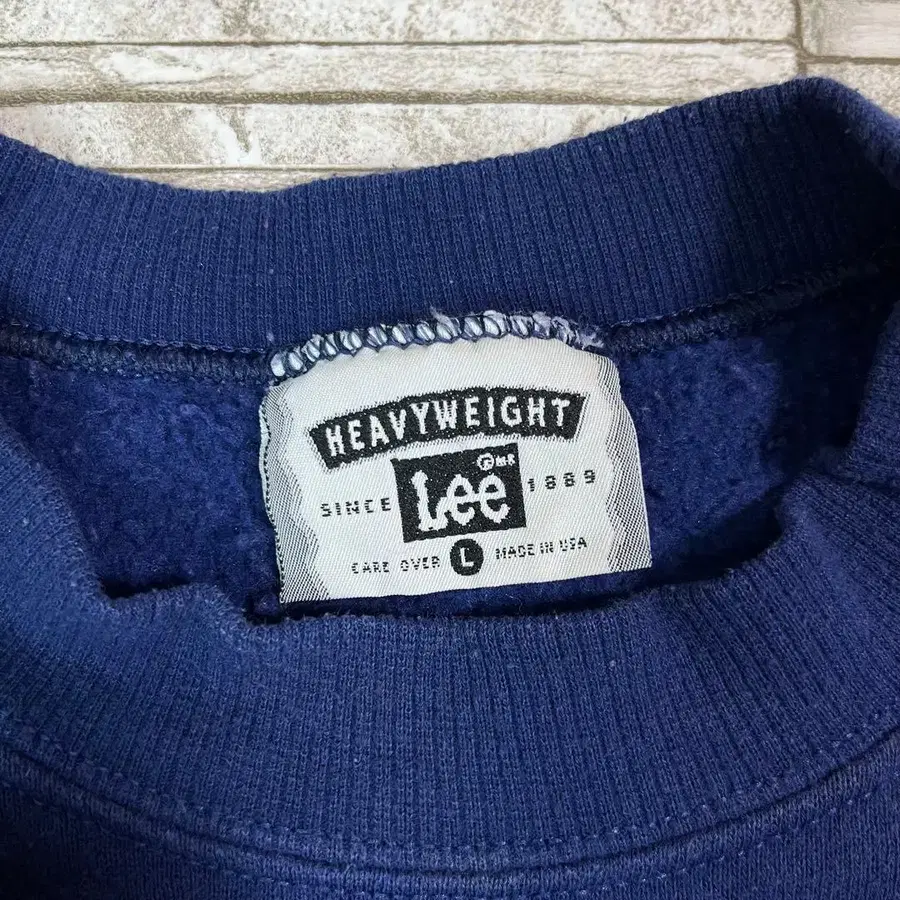 HEAVYWEIGHT
® M.R.
SINCE Lee 1889
CARE OVER L MADE IN USA